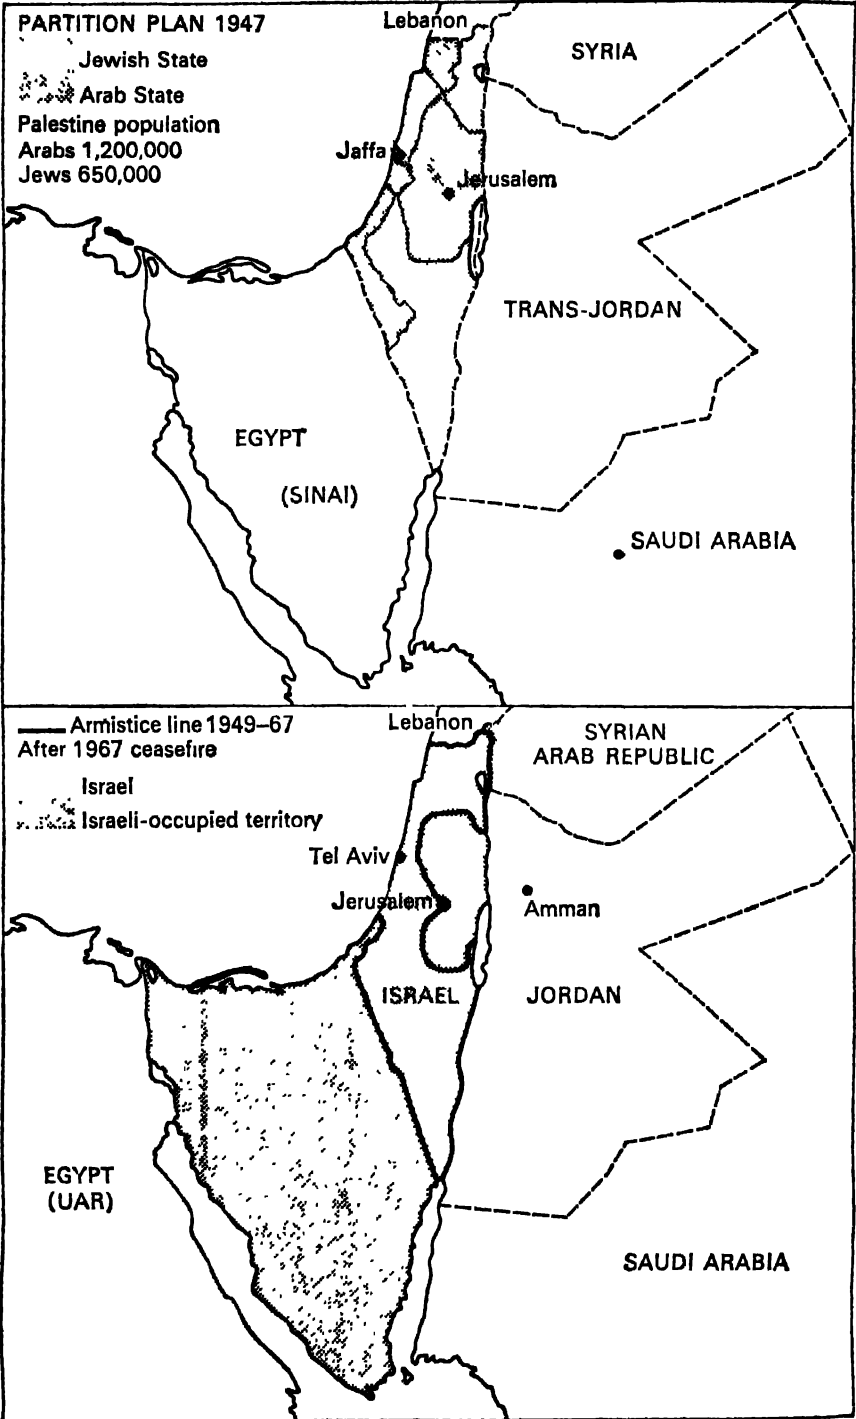 PARTITION PLAN 1947
Jewish State
Arab State
Palestine population
Arabs 1,200,000
Jews 650,000
Lebanon
SYRIA
Jaffa
Jerusalem
TRANS-JORDAN
EGYPT
(SINAI)
SAUDI ARABIA
Armistice line 1949–67
After 1967 ceasefire
Israel
Israeli-occupied territory
Lebanon
SYRIAN
ARAB REPUBLIC
Tel Aviv
Jerusalem
Amman
ISRAEL
JORDAN
EGYPT
(UAR)
SAUDI ARABIA